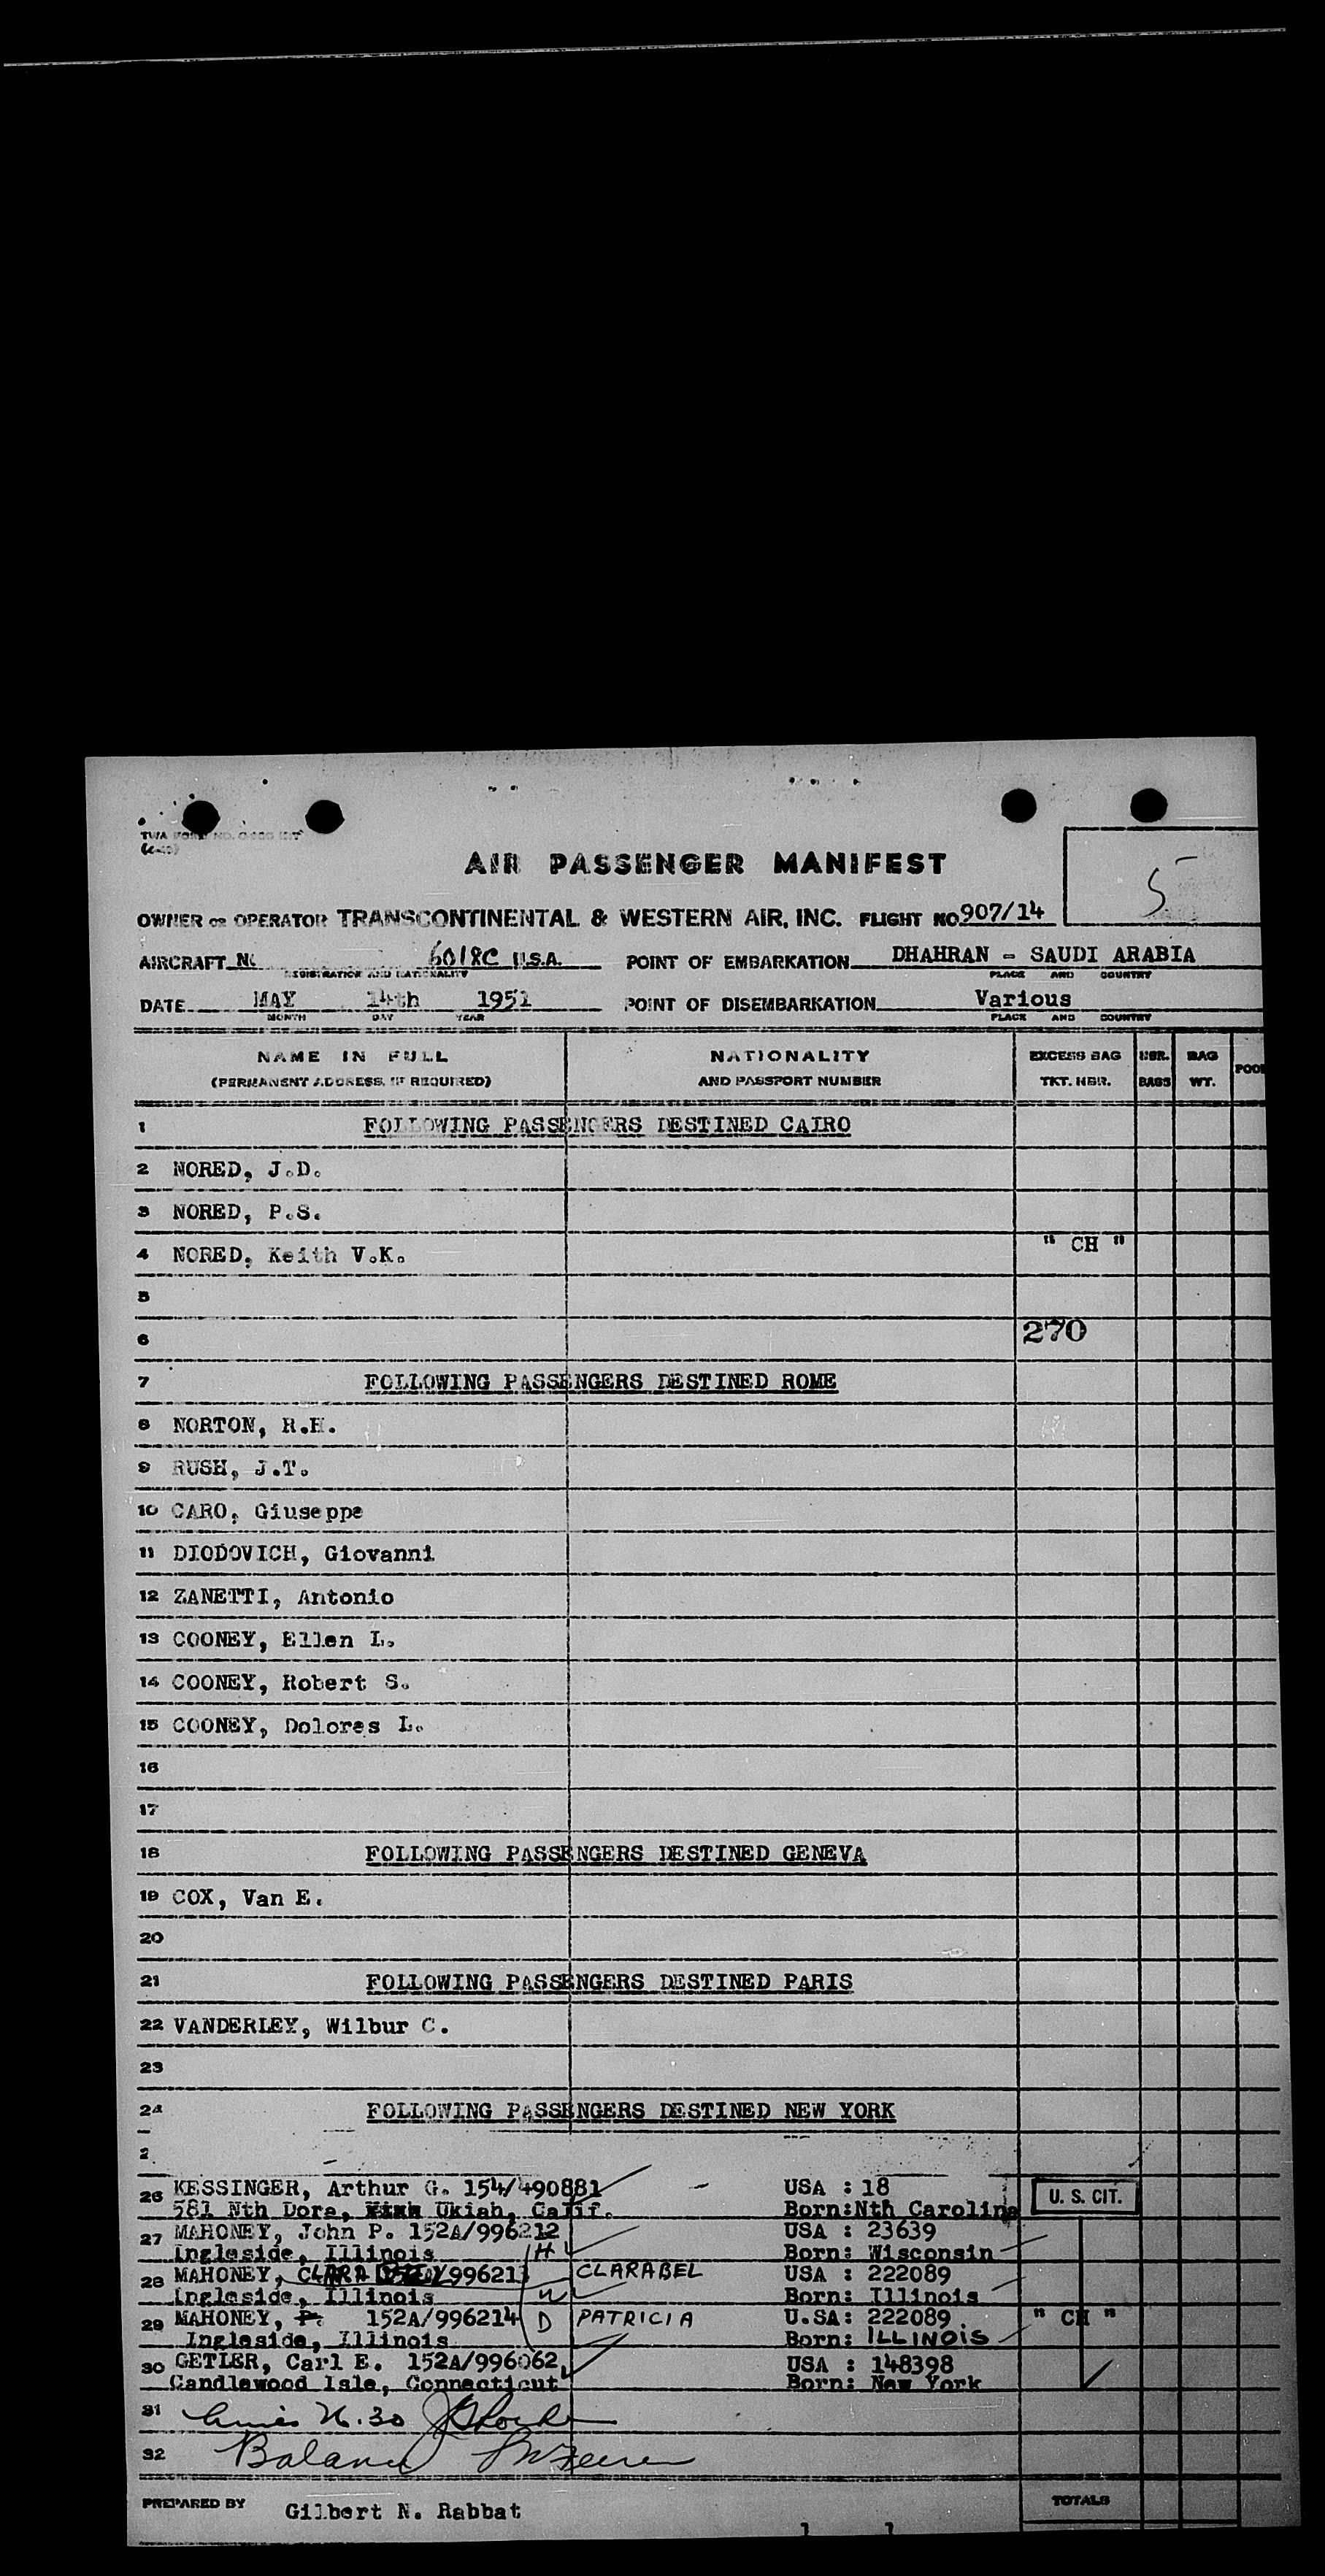 AIR PASSENGER MANIFEST
5
OWNER OR OPERATOR TRANSCONTINENTAL & WESTERN AIR, INC. FLIGHT NO. 907/14
AIRCRAFT 6018C U.S.A. POINT OF EMBARKATION DHAHRAN - SAUDI ARABIA
REGISTRATION AND NATIONALITY PLACE AND COUNTRY
DATE MAY 14th 1951 POINT OF DISEMBARKATION Various
MONTH DAY YEAR PLACE AND COUNTRY
NAME IN FULL NATIONALITY EXCESS BAG NBR. BAG
(PERMANENT ADDRESS, IF REQUIRED) AND PASSPORT NUMBER TKT. NBR. BAGS WT.
1 FOLLOWING PASSENGERS DESTINED CAIRO
2 NORED, J.D.
3 NORED, P.S.
4 NORED, Keith V.K. " CH "
5
6 270
7 FOLLOWING PASSENGERS DESTINED ROME
8 NORTON, R.H.
9 RUSH, J.T.
10 CARO, Giuseppe
11 DIODOVICH, Giovanni
12 ZANETTI, Antonio
13 COONEY, Ellen L.
14 COONEY, Robert S.
15 COONEY, Dolores L.
16
17
18 FOLLOWING PASSENGERS DESTINED GENEVA
19 COX, Van E.
20
21 FOLLOWING PASSENGERS DESTINED PARIS
22 VANDERLEY, Wilbur C.
23
24 FOLLOWING PASSENGERS DESTINED NEW YORK
2
26 KESSINGER, Arthur G. 154/490881 USA : 18 U. S. CIT.
581 Nth Dora, Ukiah, Calif. Born:Nth Carolina
27 MAHONEY, John P. 152A/996212 USA : 23639
Ingleside, Illinois H Born: Wisconsin
28 MAHONEY, CLARA /996213 CLARABEL USA : 222089
Ingleside, Illinois W Born: Illinois
29 MAHONEY, P. 152A/996214 D PATRICIA U.SA: 222089 " CH "
Ingleside, Illinois Born: ILLINOIS
30 GETLER, Carl E. 152A/996062 USA : 148398
Candlewood Isle, Connecticut Born: New York
31
32
PREPARED BY Gilbert N. Rabbat TOTALS
1 1